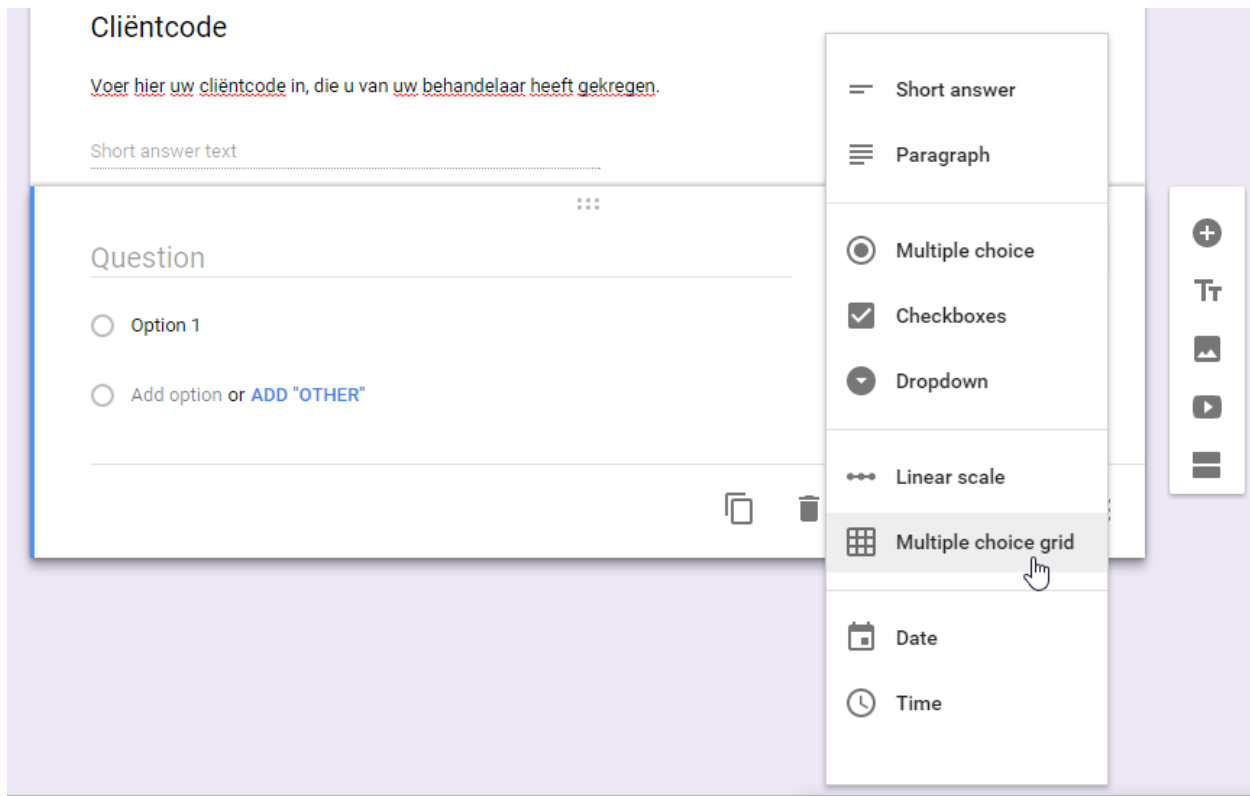 Cliëntcode
Voer hier uw cliëntcode in, die u van uw behandelaar heeft gekregen.
Short answer text
Question
Option 1
Add option or ADD "OTHER"
Short answer
Paragraph
Multiple choice
Checkboxes
Dropdown
Linear scale
Multiple choice grid
Date
Time
Tт